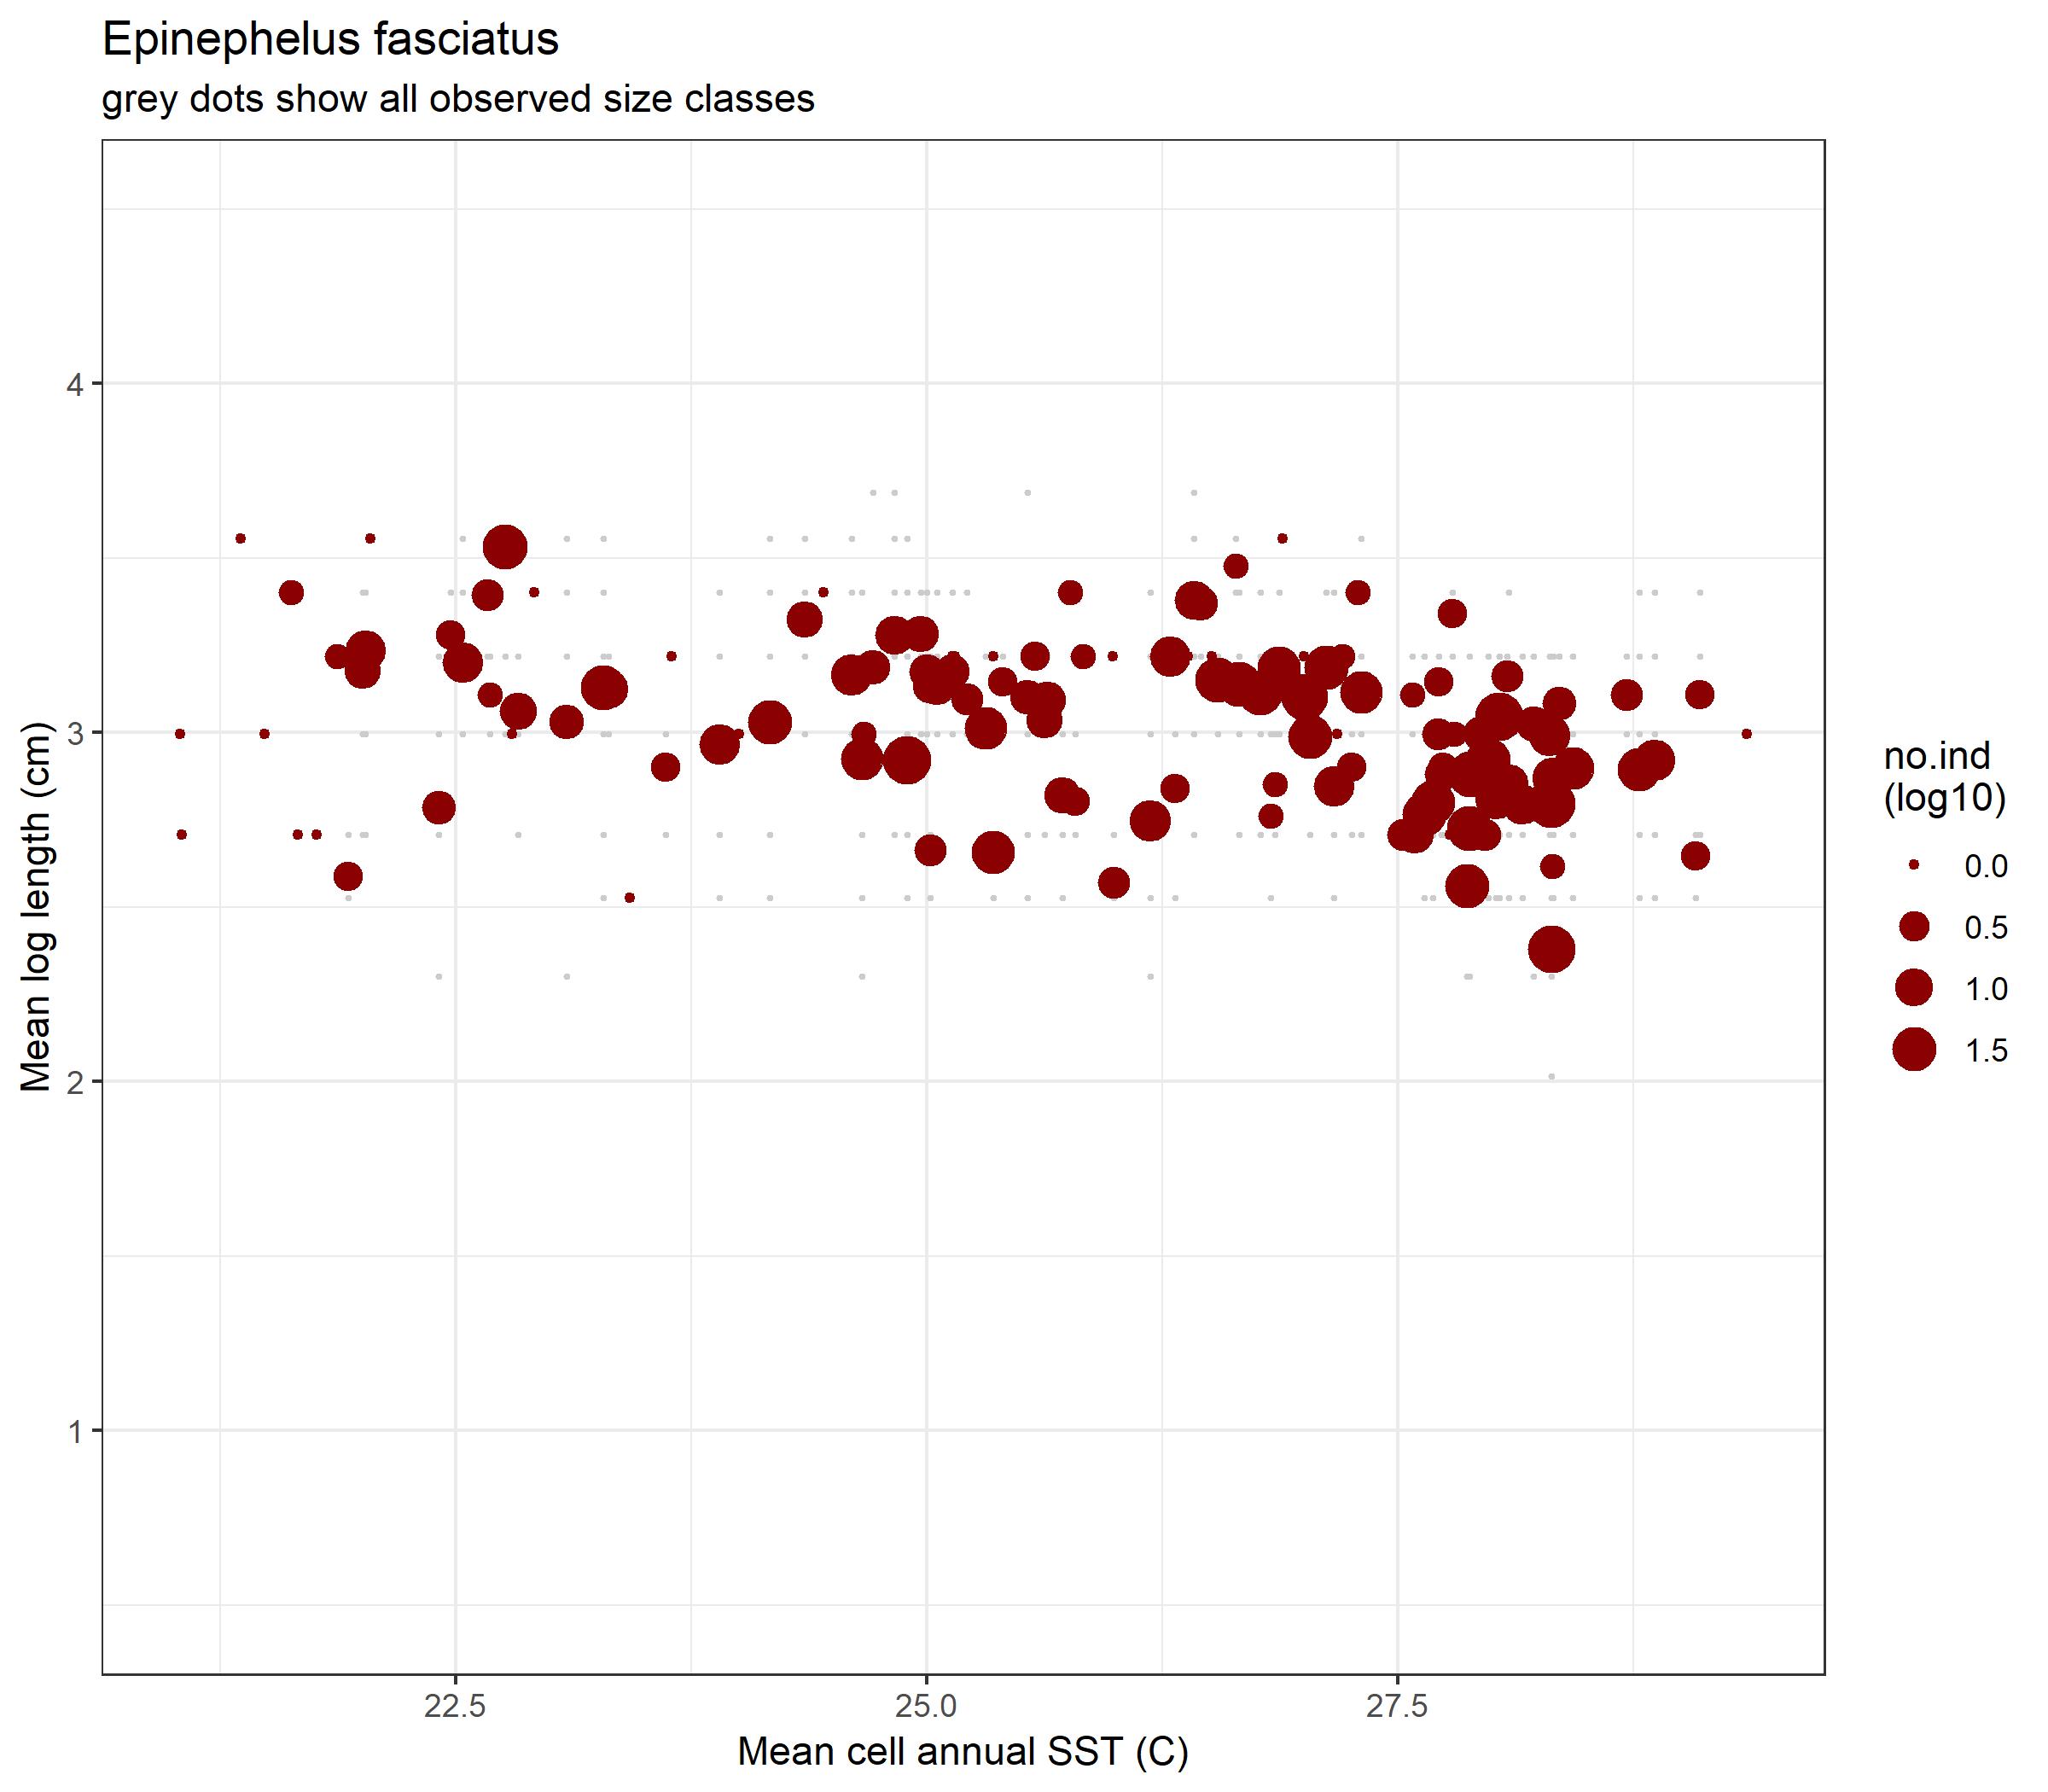 Epinephelus fasciatus
grey dots show all observed size classes
Mean log length (cm)
4
3
2
1
22.5
25.0
27.5
Mean cell annual SST (C)
no.ind
(log10)
0.0
0.5
1.0
1.5